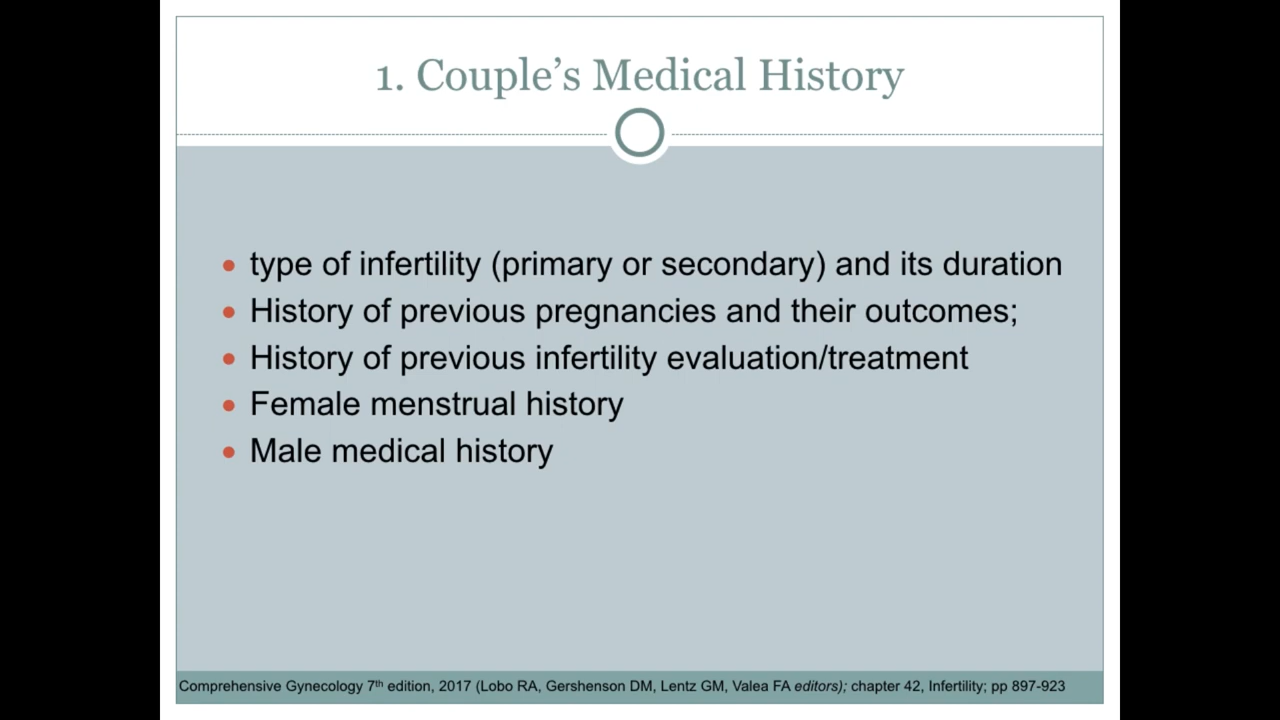 1. Couple’s Medical History
• type of infertility (primary or secondary) and its duration
• History of previous pregnancies and their outcomes;
• History of previous infertility evaluation/treatment
• Female menstrual history
• Male medical history
Comprehensive Gynecology 7th edition, 2017 (Lobo RA, Gershenson DM, Lentz GM, Valea FA editors); chapter 42, Infertility; pp 897-923